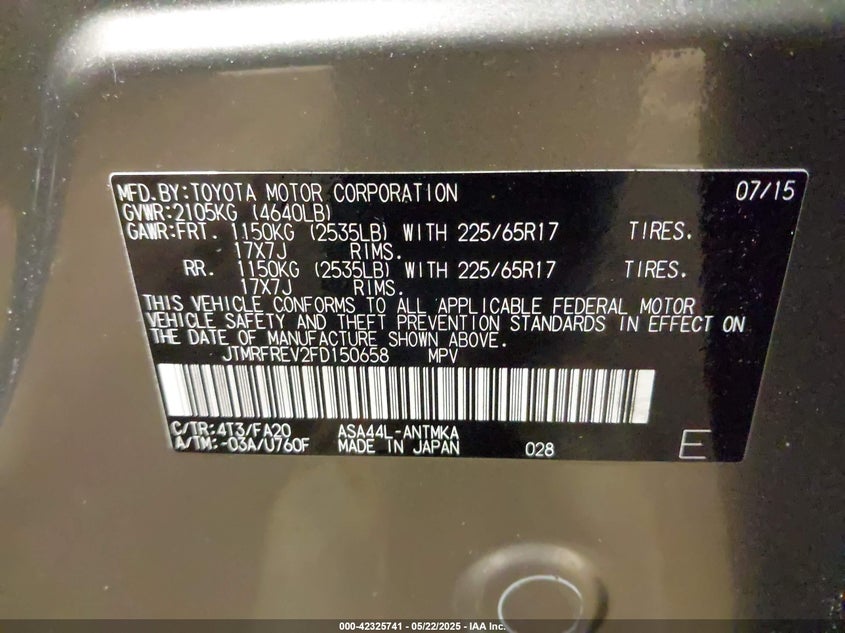 MFD.BY:TOYOTA MOTOR CORPORATION 07/15
GVWR:2105KG (4640LB)
GAWR:FRT. 1150KG (2535LB) WITH 225/65R17 TIRES.
17X7J RIMS.
RR. 1150KG (2535LB) WITH 225/65R17 TIRES.
17X7J RIMS.
THIS VEHICLE CONFORMS TO ALL APPLICABLE FEDERAL MOTOR
VEHICLE SAFETY AND THEFT PREVENTION STANDARDS IN EFFECT ON
THE DATE OF MANUFACTURE SHOWN ABOVE.
JTMRFREV2FD150658 MPV
C/TR:4T3/FA20 ASA44L-ANTMKA
A/TM:-03A/U760F MADE IN JAPAN 028 E
000-42325741 - 05/22/2025 - IAA Inc.